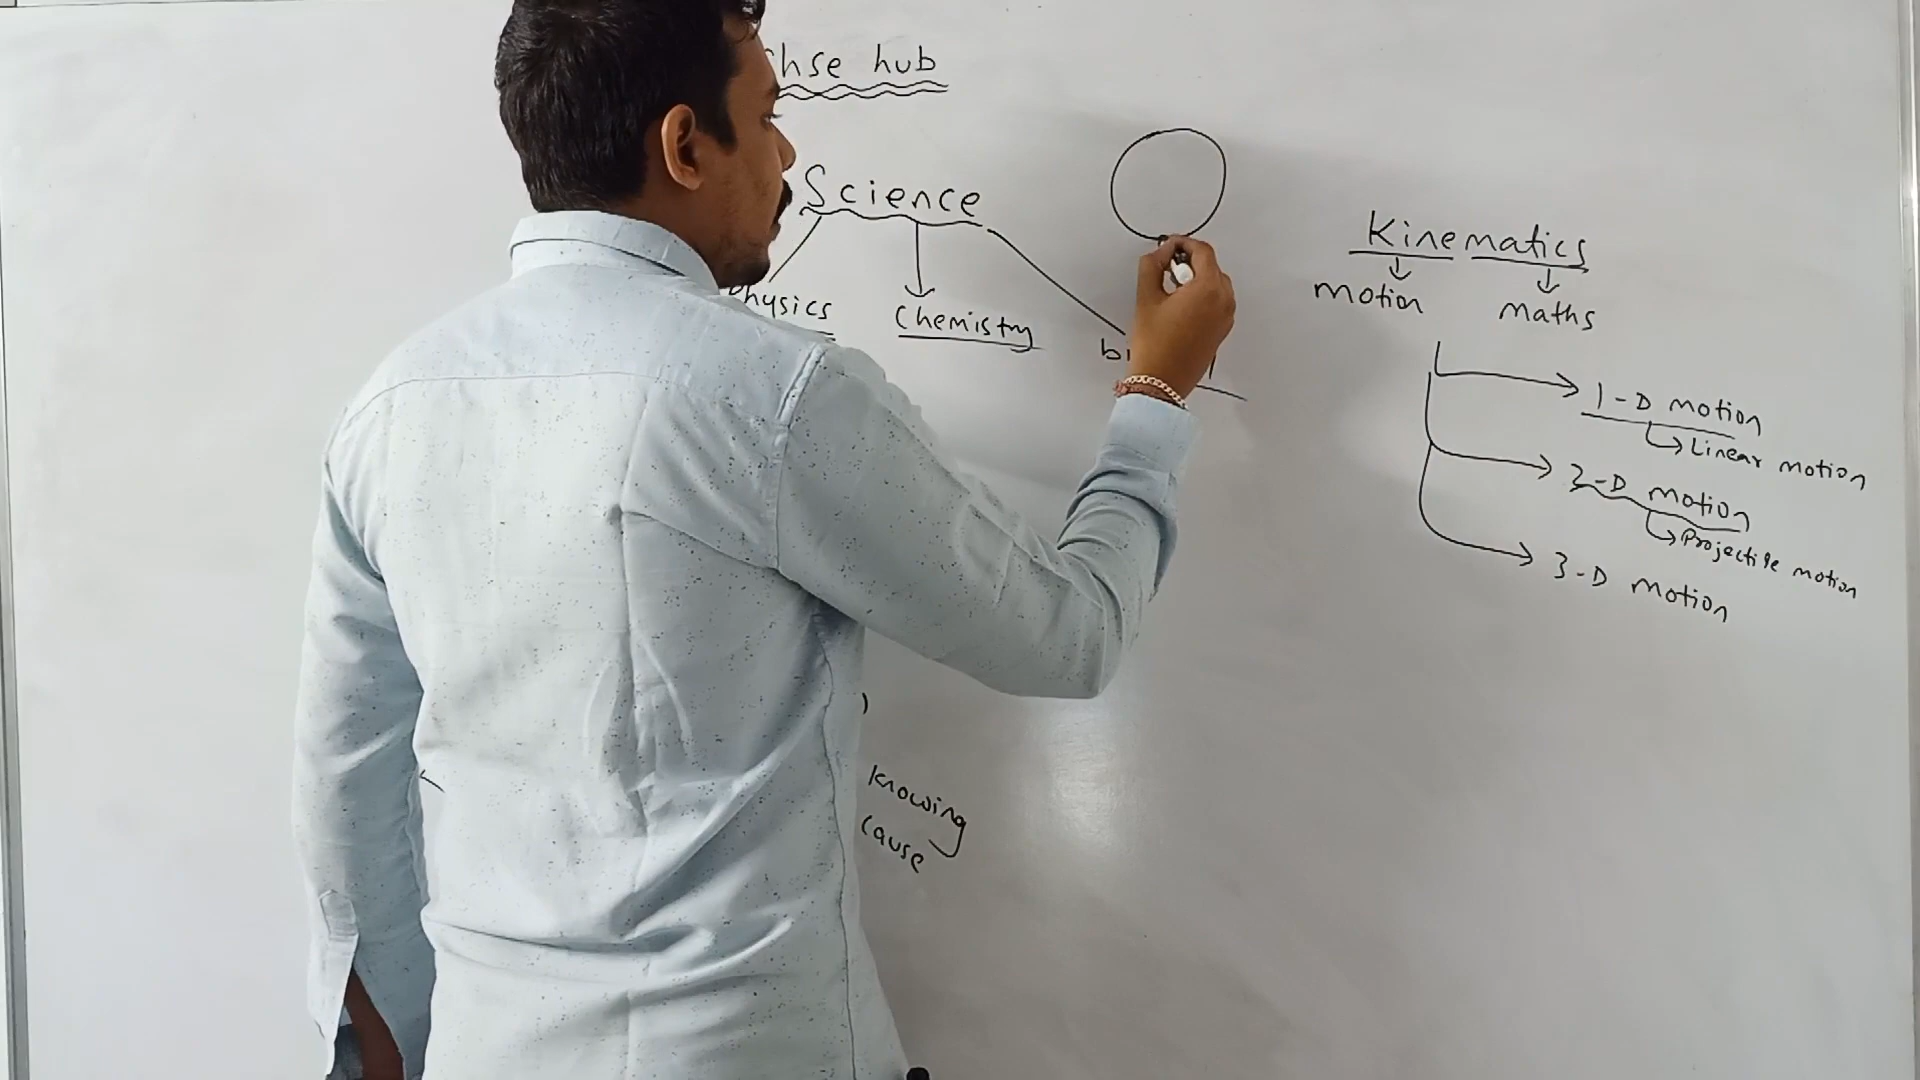 hse hub
Science
Physics
Chemistry
Kinematics
motion
maths
1-D motion
Linear motion
2-D motion
Projectile motion
3-D motion
Knowing
cause